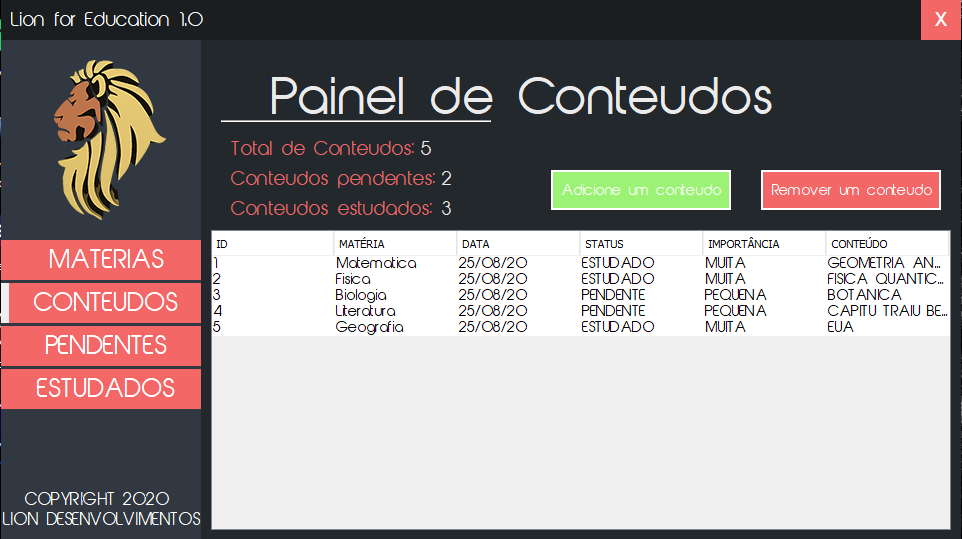 Lion for Education 1.0 X
Painel de Conteudos
Total de Conteudos: 5
Conteudos pendentes: 2
Conteudos estudados: 3
Adicione um conteudo
Remover um conteudo
MATERIAS
CONTEUDOS
PENDENTES
ESTUDADOS
COPYRIGHT 2020
LION DESENVOLVIMENTOS
ID MATÉRIA DATA STATUS IMPORTÂNCIA CONTEÚDO
1 Matematica 25/08/20 ESTUDADO MUITA GEOMETRIA AN...
2 Fisica 25/08/20 ESTUDADO MUITA FISICA QUANTIC...
3 Biologia 25/08/20 PENDENTE PEQUENA BOTANICA
4 Literatura 25/08/20 PENDENTE PEQUENA CAPITU TRAIU BE...
5 Geografia 25/08/20 ESTUDADO MUITA EUA